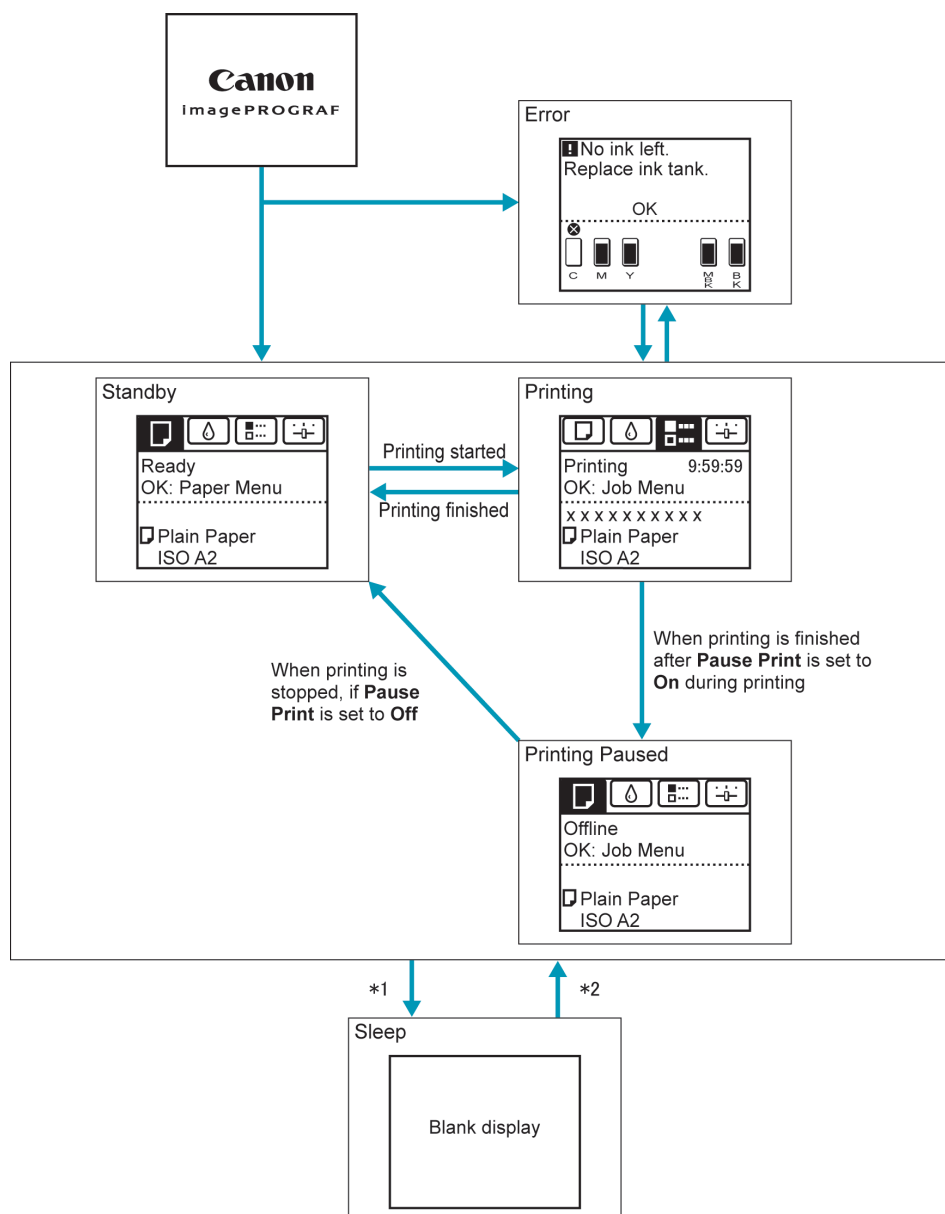 Canon
imagePROGRAF
Error
! No ink left.
Replace ink tank.
OK
C M Y MBK BK
Standby
Ready
OK: Paper Menu
Plain Paper
ISO A2
Printing started
Printing finished
Printing
Printing 9:59:59
OK: Job Menu
x x x x x x x x x x
Plain Paper
ISO A2
When printing is
stopped, if Pause
Print is set to Off
When printing is finished
after Pause Print is set to
On during printing
Printing Paused
Offline
OK: Job Menu
Plain Paper
ISO A2
*1
*2
Sleep
Blank display